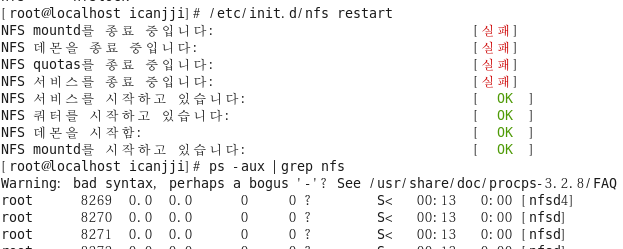 [root@localhost icanjji]# /etc/init.d/nfs restart
NFS mountd를 종료 중입니다: [실패]
NFS 데몬을 종료 중입니다: [실패]
NFS quotas를 종료 중입니다: [실패]
NFS 서비스를 종료 중입니다: [실패]
NFS 서비스를 시작하고 있습니다: [ OK ]
NFS 쿼터를 시작하고 있습니다: [ OK ]
NFS 데몬을 시작함: [ OK ]
NFS mountd를 시작하고 있습니다: [ OK ]
[root@localhost icanjji]# ps -aux |grep nfs
Warning: bad syntax, perhaps a bogus '-'? See /usr/share/doc/procps-3.2.8/FAQ
root 8269 0.0 0.0 0 0 ? S< 00:13 0:00 [nfsd4]
root 8270 0.0 0.0 0 0 ? S< 00:13 0:00 [nfsd]
root 8271 0.0 0.0 0 0 ? S< 00:13 0:00 [nfsd]